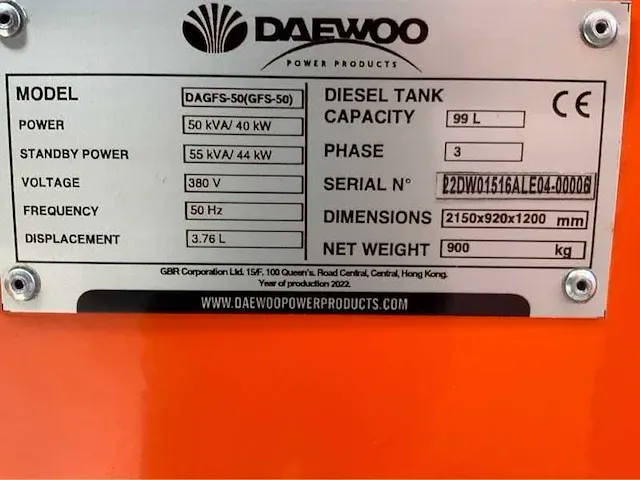 DAEWOO
POWER PRODUCTS
MODEL DAGFS-50(GFS-50)
POWER 50 kVA/ 40 kW
STANDBY POWER 55 kVA/ 44 kW
VOLTAGE 380 V
FREQUENCY 50 Hz
DISPLACEMENT 3.76 L
DIESEL TANK
CAPACITY 99 L
CE
PHASE 3
SERIAL N° 22DW01516ALE04-00006
DIMENSIONS 2150x920x1200 mm
NET WEIGHT 900 kg
GBR Corporation Ltd. 15/F. 100 Queen's. Road Central, Central, Hong Kong.
Year of production 2022.
WWW.DAEWOOPOWERPRODUCTS.COM